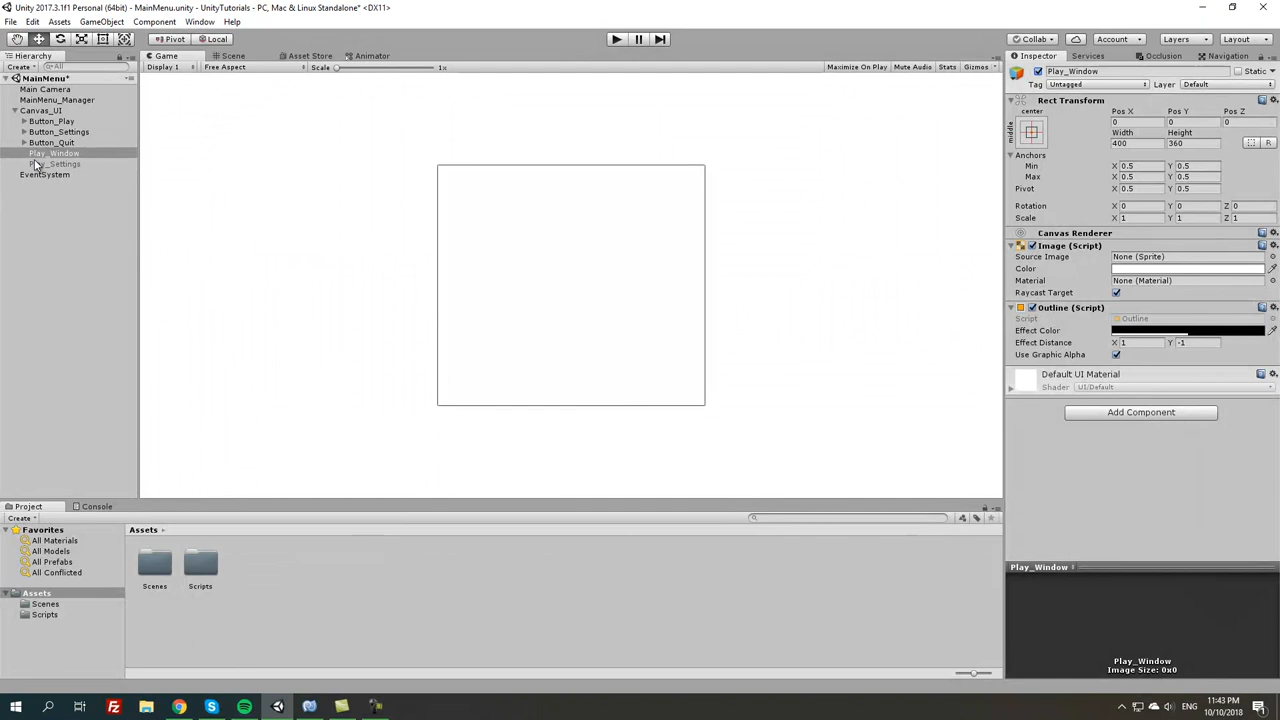 Unity 2017.3.1f1 Personal (64bit) - MainMenu.unity - UnityTutorials - PC, Mac & Linux Standalone* <DX11>
File Edit Assets GameObject Component Window Help
Pivot Local Collab Account Layers Layout
Hierarchy Game Scene Asset Store Animator Inspector Services Occlusion Navigation
Create All Display 1 Free Aspect Scale 1x Maximize On Play Mute Audio Stats Gizmos
Play_Window Static
MainMenu*
Tag Untagged Layer Default
Main Camera
MainMenu_Manager
Canvas_UI
Button_Play
Button_Settings
Button_Quit
Play_Window
Play_Settings
EventSystem
Rect Transform
center Pos X Pos Y Pos Z
middle 0 0 0
Width Height
400 360 R
Anchors
Min X 0.5 Y 0.5
Max X 0.5 Y 0.5
Pivot X 0.5 Y 0.5
Rotation X 0 Y 0 Z 0
Scale X 1 Y 1 Z 1
Canvas Renderer
Image (Script)
Source Image None (Sprite)
Color
Material None (Material)
Raycast Target
Outline (Script)
Script Outline
Effect Color
Effect Distance X 1 Y -1
Use Graphic Alpha
Default UI Material
Shader UI/Default
Add Component
Project Console
Create
Favorites
All Materials
All Models
All Prefabs
All Conflicted
Assets
Scenes
Scripts
Assets
Scenes Scripts
Play_Window
Play_Window
Image Size: 0x0
ENG
11:43 PM
10/10/2018
1